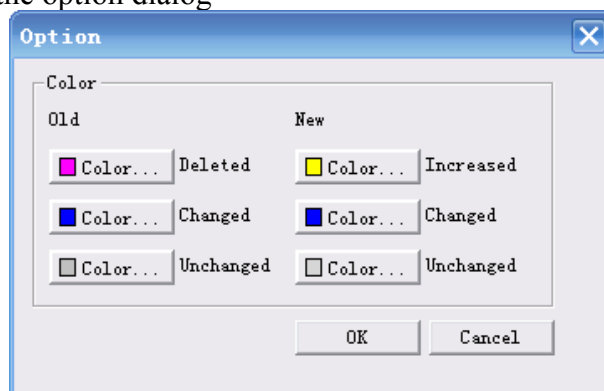 the option dialog
Option
Color
Old New
Color... Deleted Color... Increased
Color... Changed Color... Changed
Color... Unchanged Color... Unchanged
OK Cancel